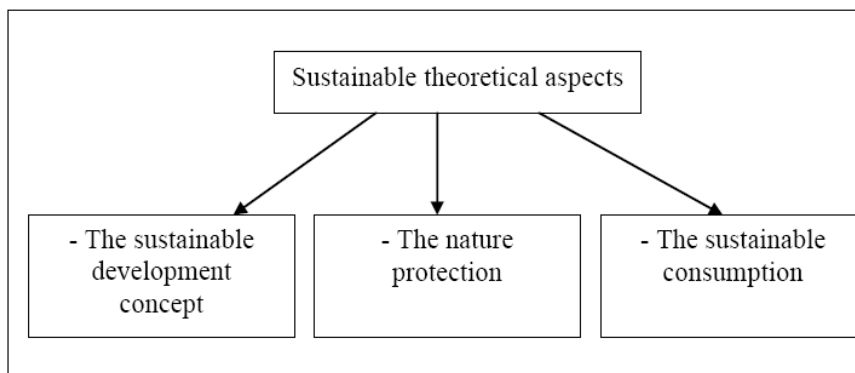 Sustainable theoretical aspects
- The sustainable
development
concept
- The nature
protection
- The sustainable
consumption